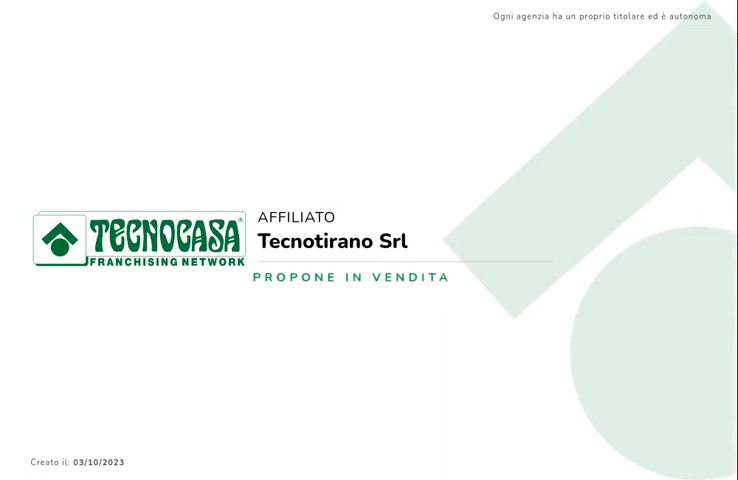 Ogni agenzia ha un proprio titolare ed è autonoma
AFFILIATO
TECNOCASA®
Tecnotirano Srl
FRANCHISING NETWORK
PROPONE IN VENDITA
Creato il: 03/10/2023